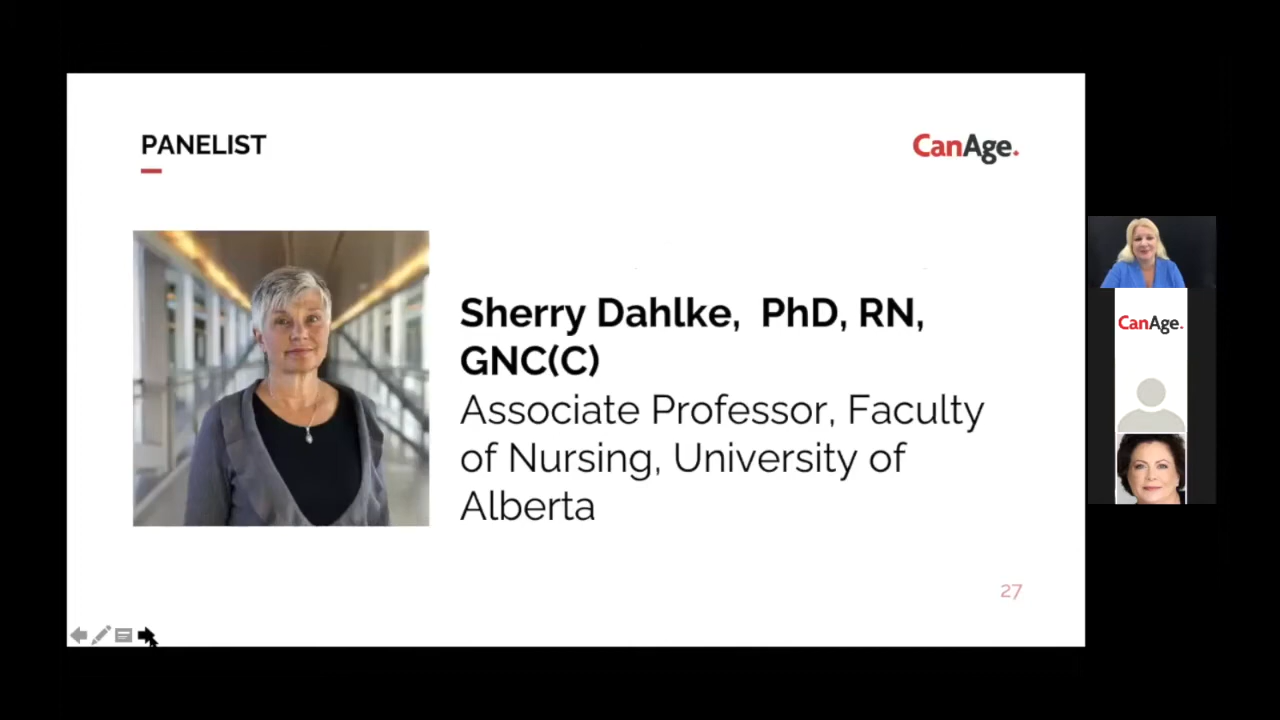 PANELIST
CanAge.
Sherry Dahlke,  PhD, RN,
GNC(C)
Associate Professor, Faculty
of Nursing, University of
Alberta
27
CanAge.